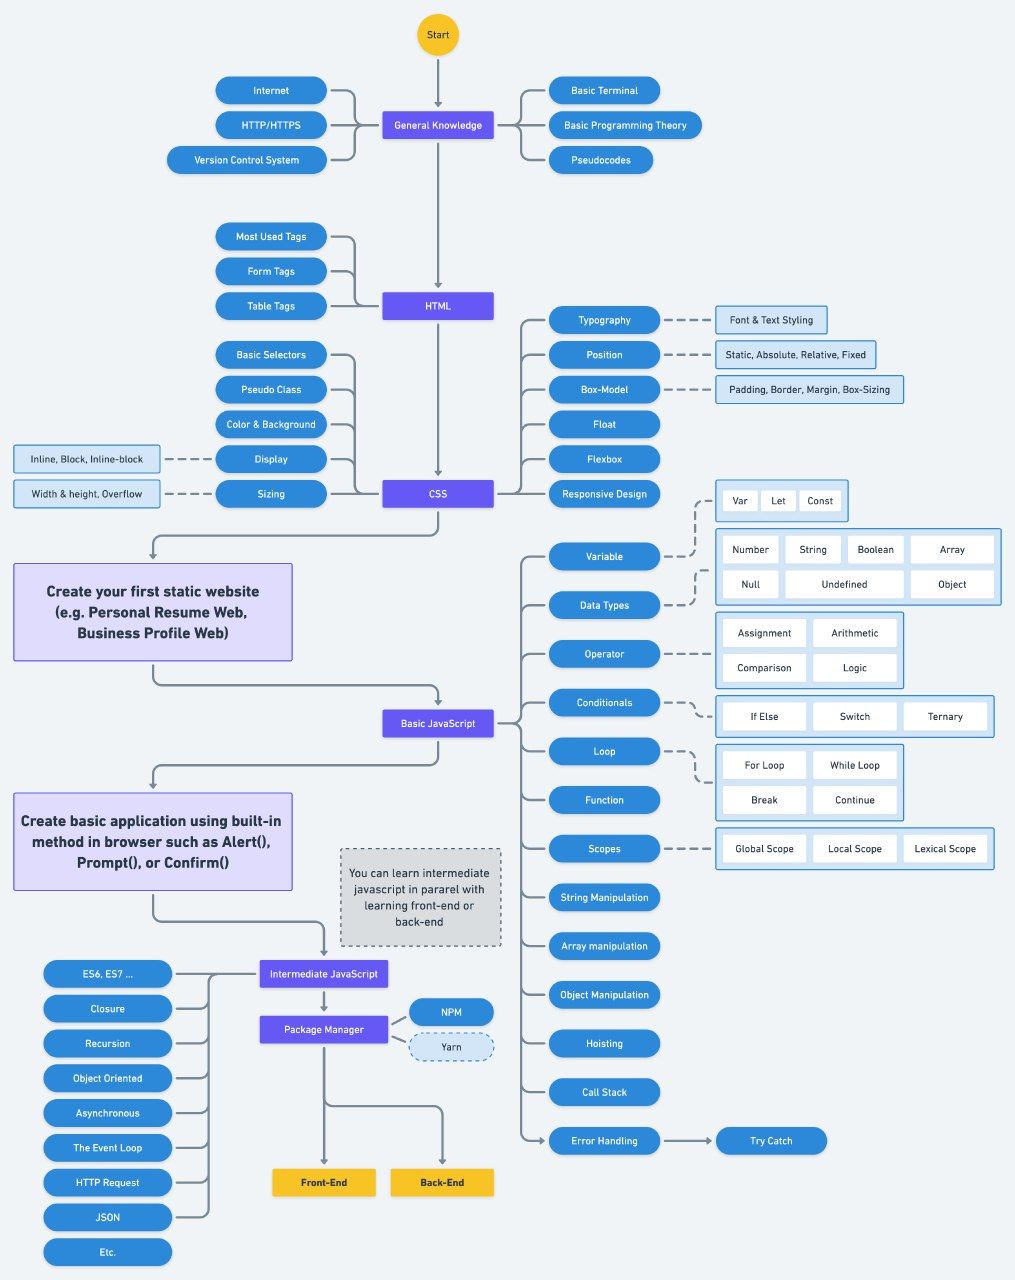 Start
Internet
HTTP/HTTPS
Version Control System
General Knowledge
Basic Terminal
Basic Programming Theory
Pseudocodes
Most Used Tags
Form Tags
Table Tags
HTML
Basic Selectors
Pseudo Class
Color & Background
Display
Inline, Block, Inline-block
Sizing
Width & height, Overflow
CSS
Typography
Font & Text Styling
Position
Static, Absolute, Relative, Fixed
Box-Model
Padding, Border, Margin, Box-Sizing
Float
Flexbox
Responsive Design
Create your first static website
(e.g. Personal Resume Web,
Business Profile Web)
Basic JavaScript
Variable
Var Let Const
Data Types
Number String Boolean Array
Null Undefined Object
Operator
Assignment Arithmetic
Comparison Logic
Conditionals
If Else Switch Ternary
Loop
For Loop While Loop
Break Continue
Function
Scopes
Global Scope Local Scope Lexical Scope
String Manipulation
Array manipulation
Object Manipulation
Hoisting
Call Stack
Error Handling
Try Catch
Create basic application using built-in
method in browser such as Alert(),
Prompt(), or Confirm()
You can learn intermediate
javascript in pararel with
learning front-end or
back-end
Intermediate JavaScript
ES6, ES7 ...
Closure
Recursion
Object Oriented
Asynchronous
The Event Loop
HTTP Request
JSON
Etc.
Package Manager
NPM
Yarn
Front-End
Back-End